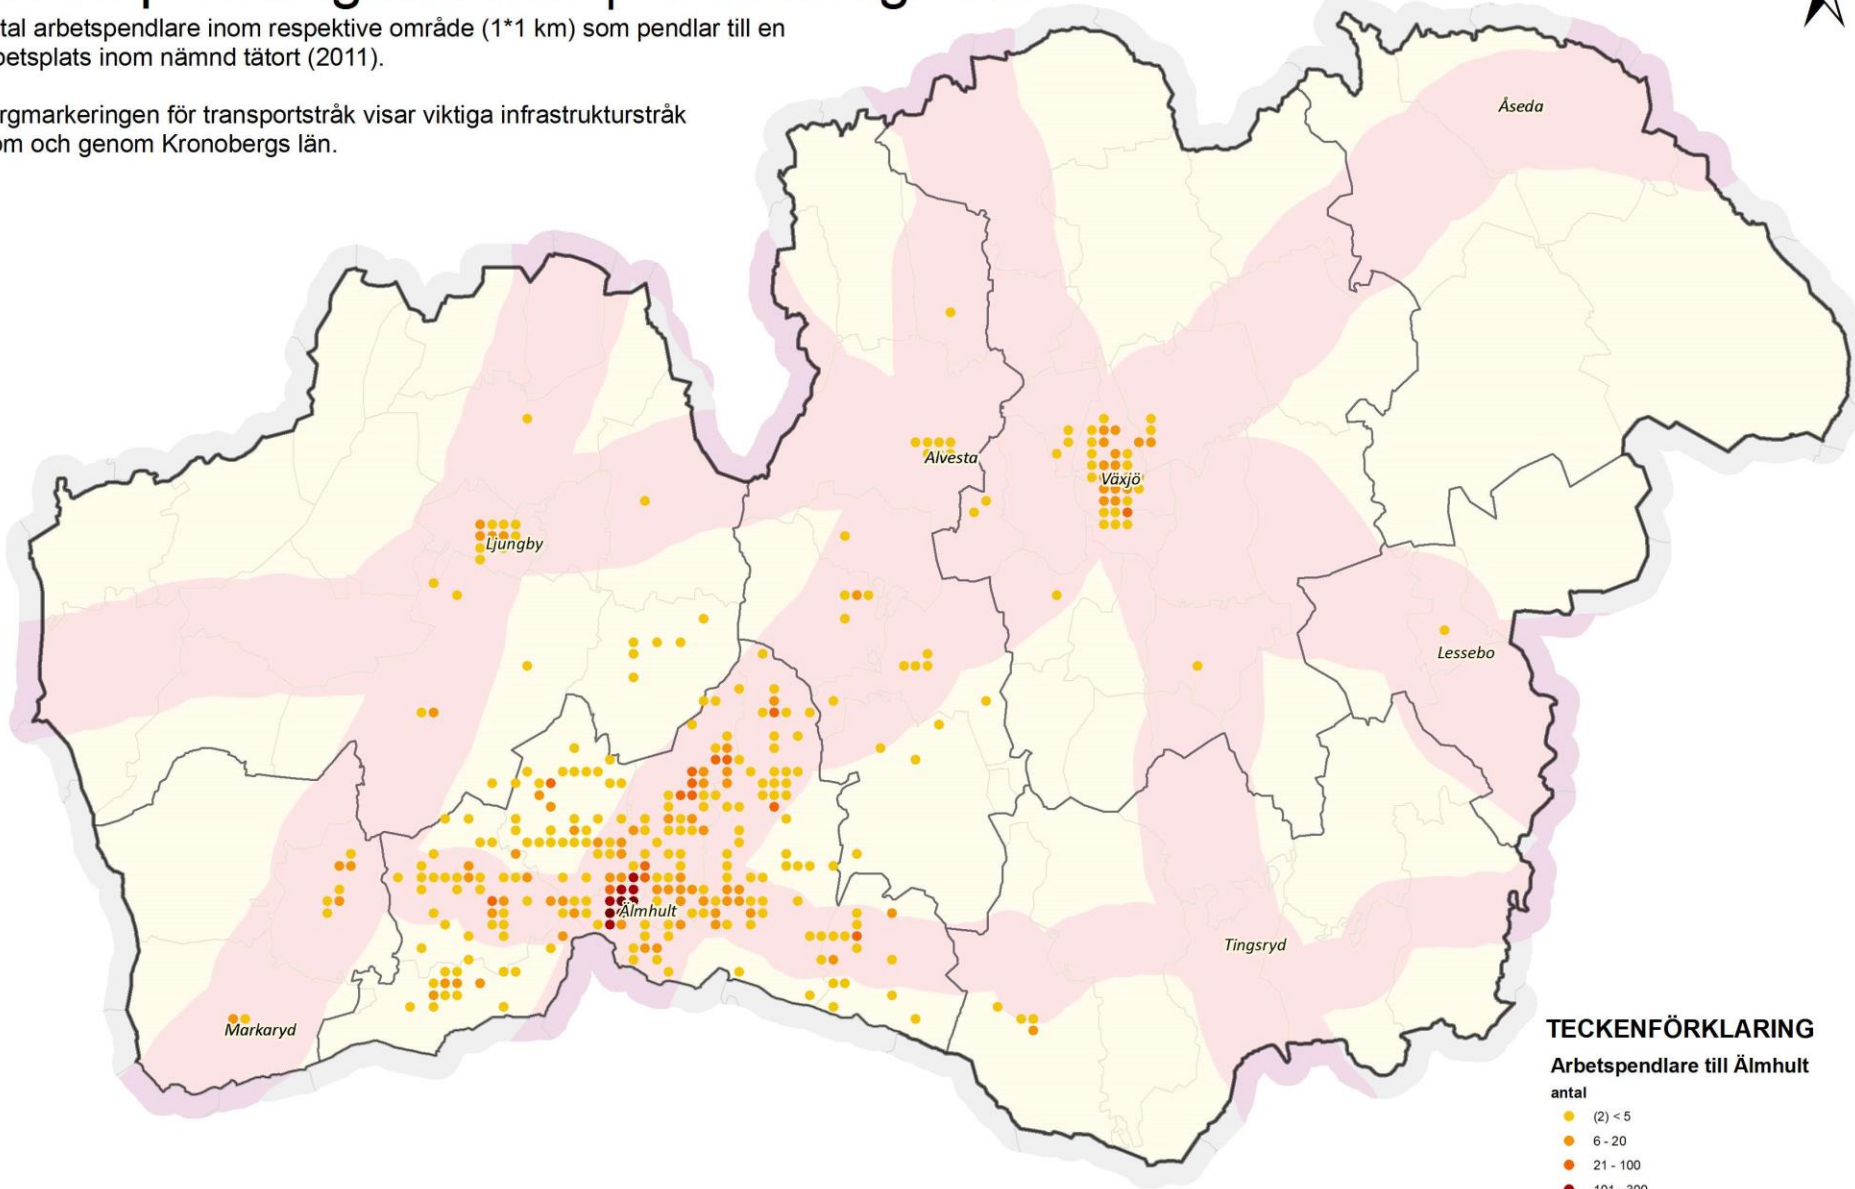 tal arbetspendlare inom respektive område (1*1 km) som pendlar till en
betsplats inom nämnd tätort (2011).
rgmarkeringen för transportstråk visar viktiga infrastrukturstråk
om och genom Kronobergs län.
Åseda
Alvesta
Växjö
Ljungby
Lessebo
Älmhult
Tingsryd
Markaryd
TECKENFÖRKLARING
Arbetspendlare till Älmhult
antal
(2) < 5
6 - 20
21 - 100